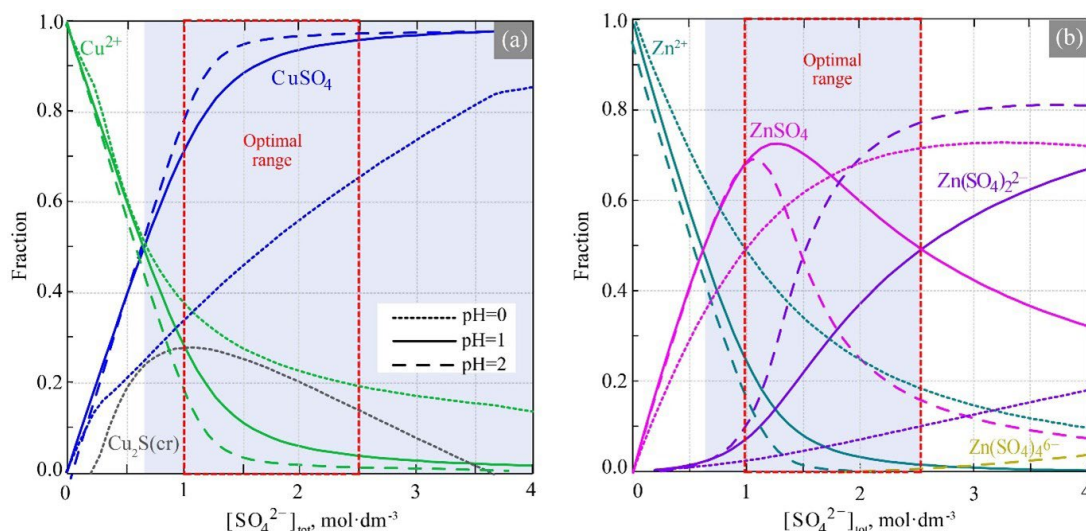 (a)
Cu²⁺
CuSO₄
Optimal
range
Cu₂S(cr)
pH=0
pH=1
pH=2
Fraction
1.0
0.8
0.6
0.4
0.2
0.0
0 1 2 3 4
[SO₄²⁻]tot, mol·dm⁻³
(b)
Zn²⁺
ZnSO₄
Optimal
range
Zn(SO₄)₂²⁻
Zn(SO₄)₄⁶⁻
Fraction
1.0
0.8
0.6
0.4
0.2
0.0
0 1 2 3 4
[SO₄²⁻]tot, mol·dm⁻³